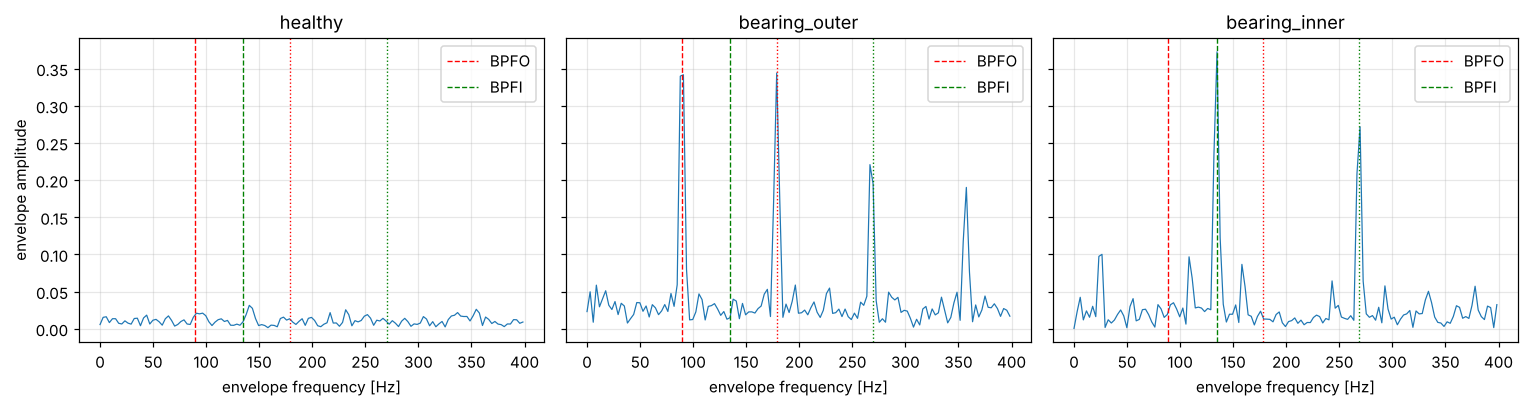 healthy
bearing_outer
bearing_inner
BPFO
BPFI
BPFO
BPFI
BPFO
BPFI
envelope amplitude
0.35
0.30
0.25
0.20
0.15
0.10
0.05
0.00
0 50 100 150 200 250 300 350 400
0 50 100 150 200 250 300 350 400
0 50 100 150 200 250 300 350 400
envelope frequency [Hz]
envelope frequency [Hz]
envelope frequency [Hz]